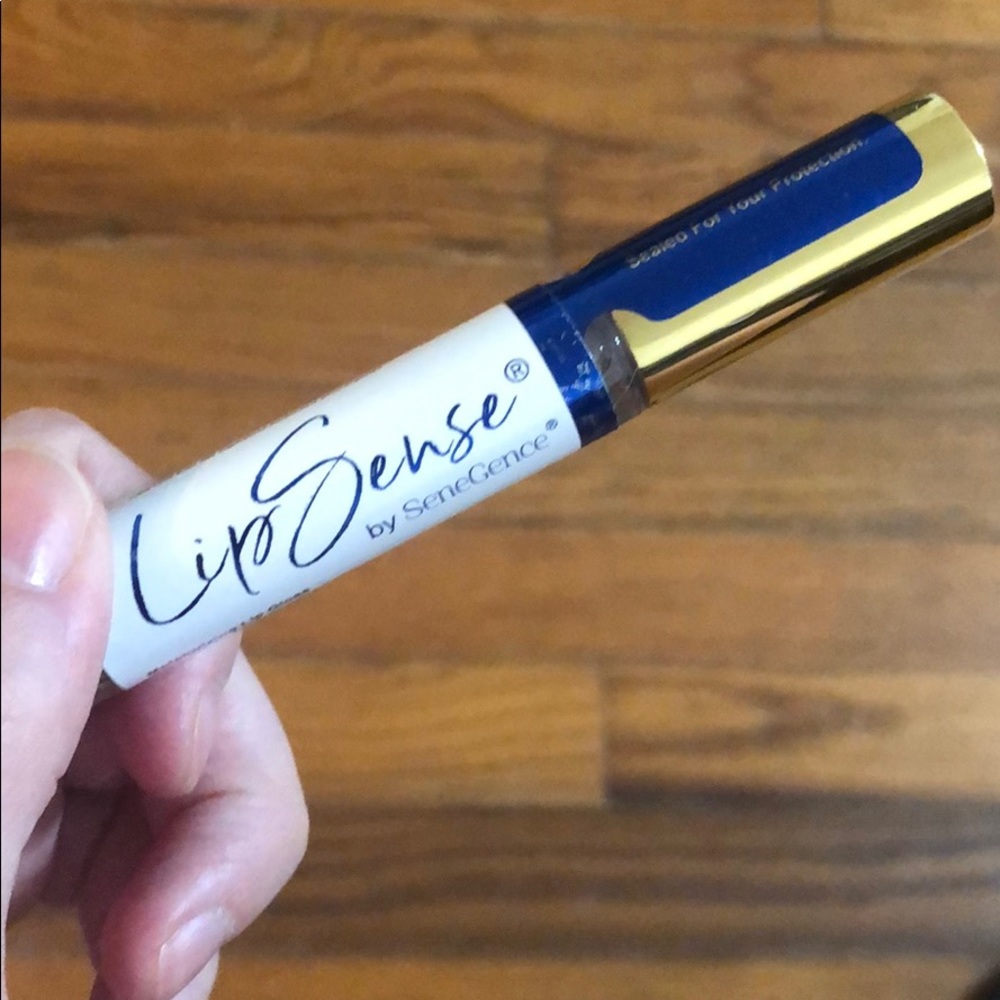 Sealed For Your Protection.
LipSense®
by SeneGence®